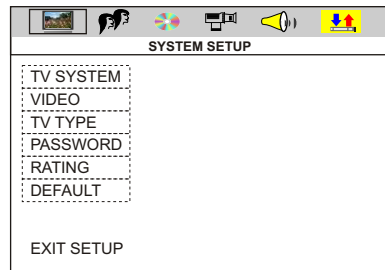 SYSTEM SETUP
TV SYSTEM
VIDEO
TV TYPE
PASSWORD
RATING
DEFAULT
EXIT SETUP